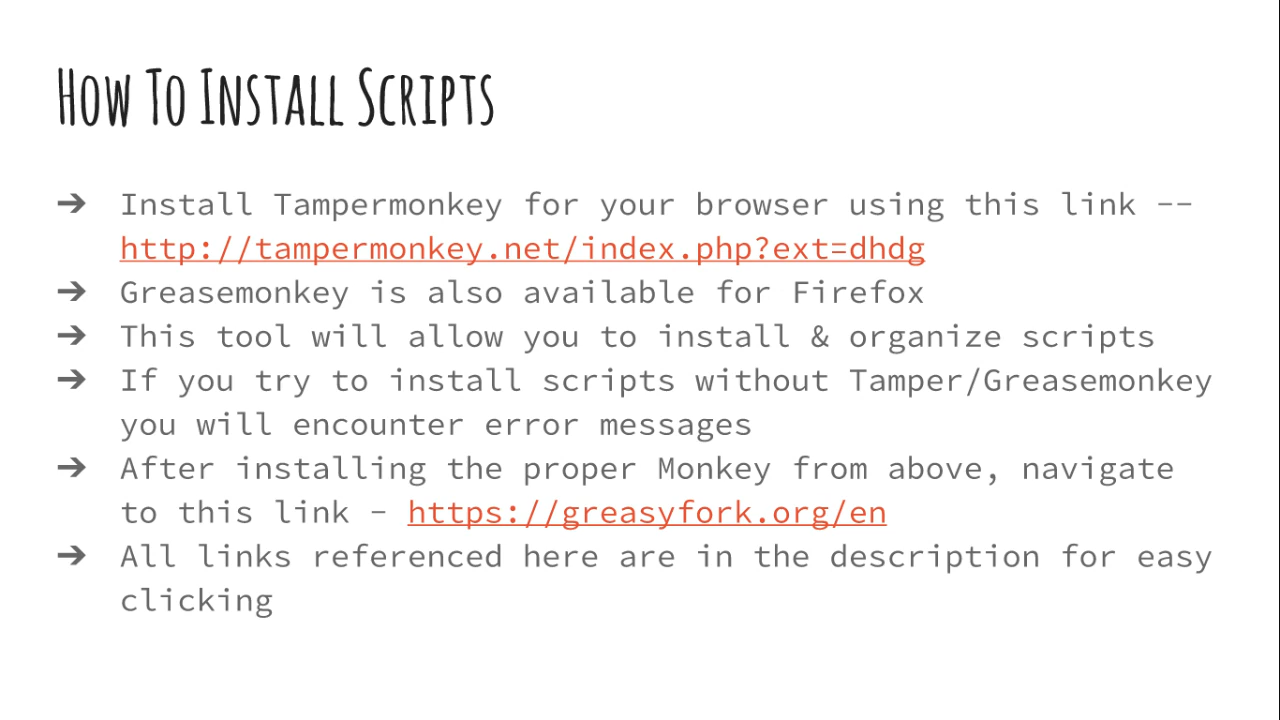 How To Install Scripts
➔ Install Tampermonkey for your browser using this link --
http://tampermonkey.net/index.php?ext=dhdg
➔ Greasemonkey is also available for Firefox
➔ This tool will allow you to install & organize scripts
➔ If you try to install scripts without Tamper/Greasemonkey
you will encounter error messages
➔ After installing the proper Monkey from above, navigate
to this link - https://greasyfork.org/en
➔ All links referenced here are in the description for easy
clicking